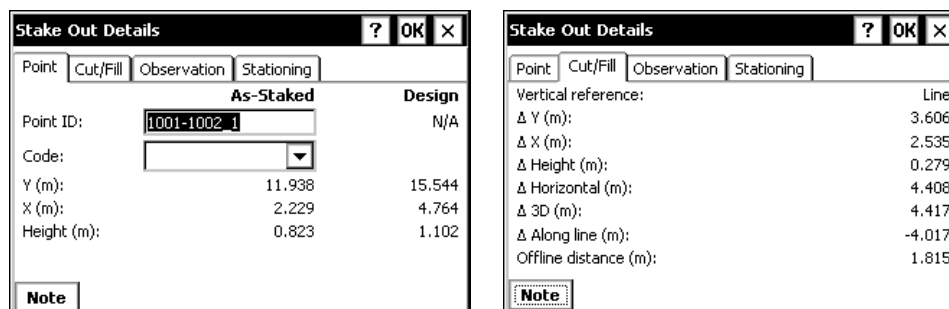 Stake Out Details ? OK ×
Point Cut/Fill Observation Stationing
As-Staked Design
Point ID: 1001-1002_1 N/A
Code:
Y (m): 11.938 15.544
X (m): 2.229 4.764
Height (m): 0.823 1.102
Note
Stake Out Details ? OK ×
Point Cut/Fill Observation Stationing
Vertical reference: Line
Δ Y (m): 3.606
Δ X (m): 2.535
Δ Height (m): 0.279
Δ Horizontal (m): 4.408
Δ 3D (m): 4.417
Δ Along line (m): -4.017
Offline distance (m): 1.815
Note